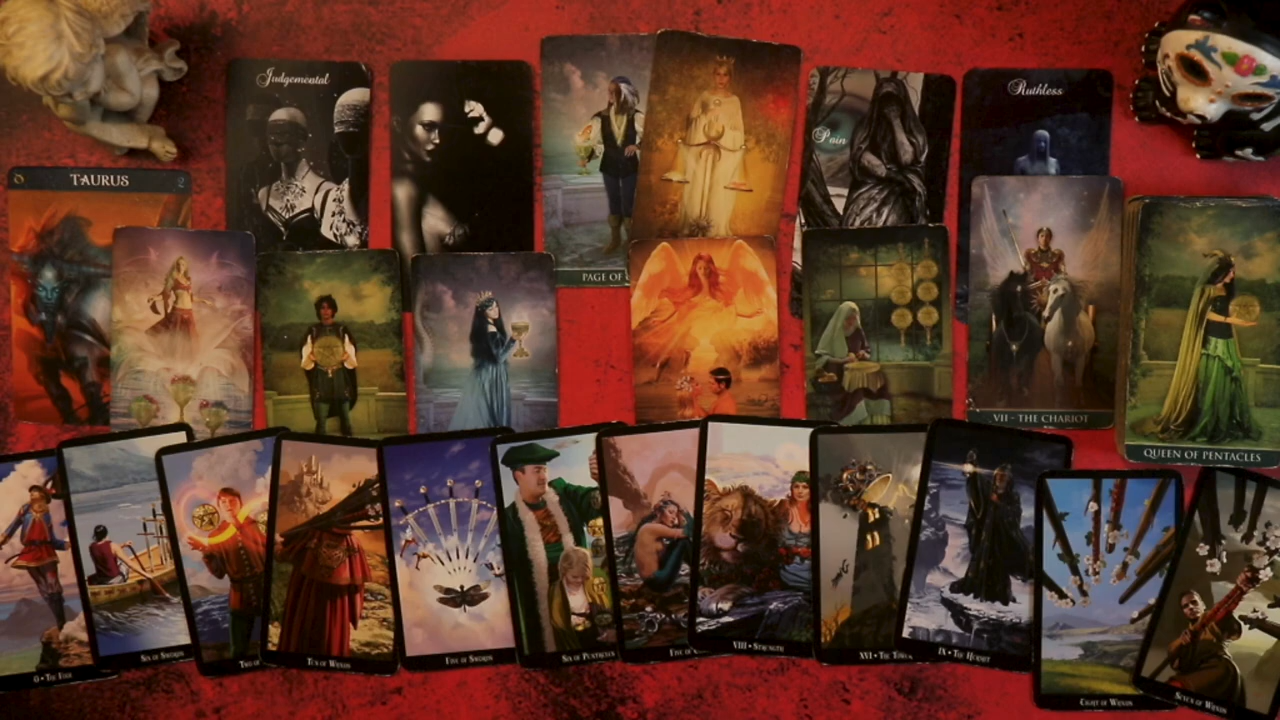 Judgemental
Ruthless
Pain
TAURUS
PAGE OF
VII - THE CHARIOT
QUEEN OF PENTACLES
0 • THE FOOL
SIX OF SWORDS
TWO
TEN OF WANDS
FIVE OF SWORDS
SIX OF PENTACLES
FIVE OF
VIII • STRENGTH
XVI • THE TOWER
IX • THE HERMIT
EIGHT OF WANDS
SEVEN OF WANDS